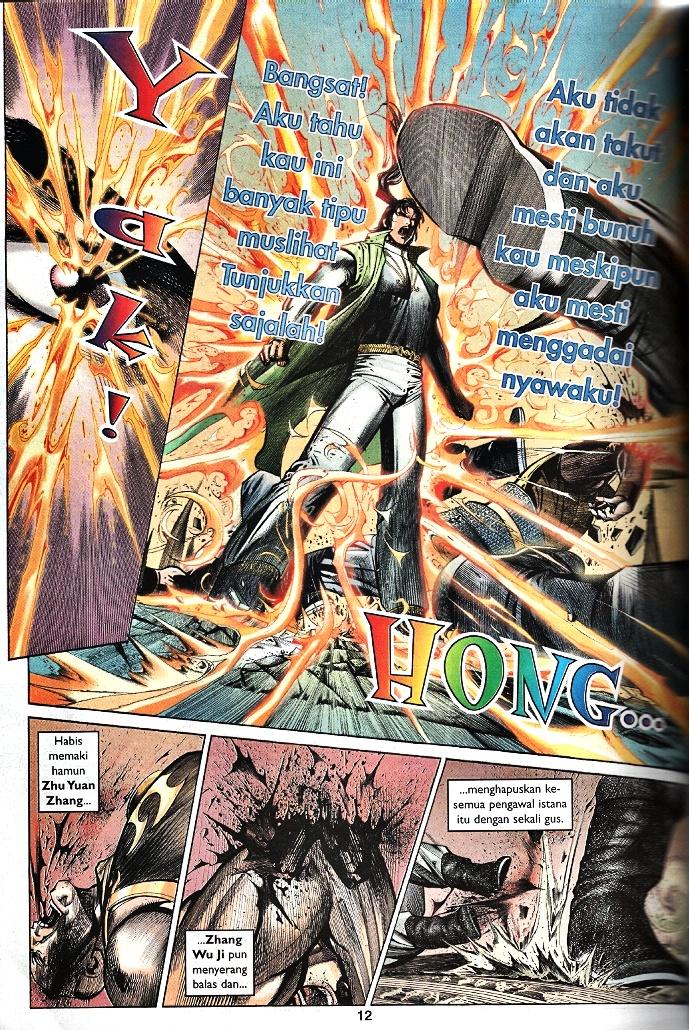 Yak!
Bangsat!
Aku tahu
kau ini
banyak tipu
muslihat
Tunjukkan
sajalah!
Aku tidak
akan takut
dan aku
mesti bunuh
kau meskipun
aku mesti
menggadai
nyawaku!
HONG...
Habis
memaki
hamun
Zhu Yuan
Zhang...
...Zhang
Wu Ji pun
menyerang
balas dan...
...menghapuskan ke-
semua pengawal istana
itu dengan sekali gus.
12